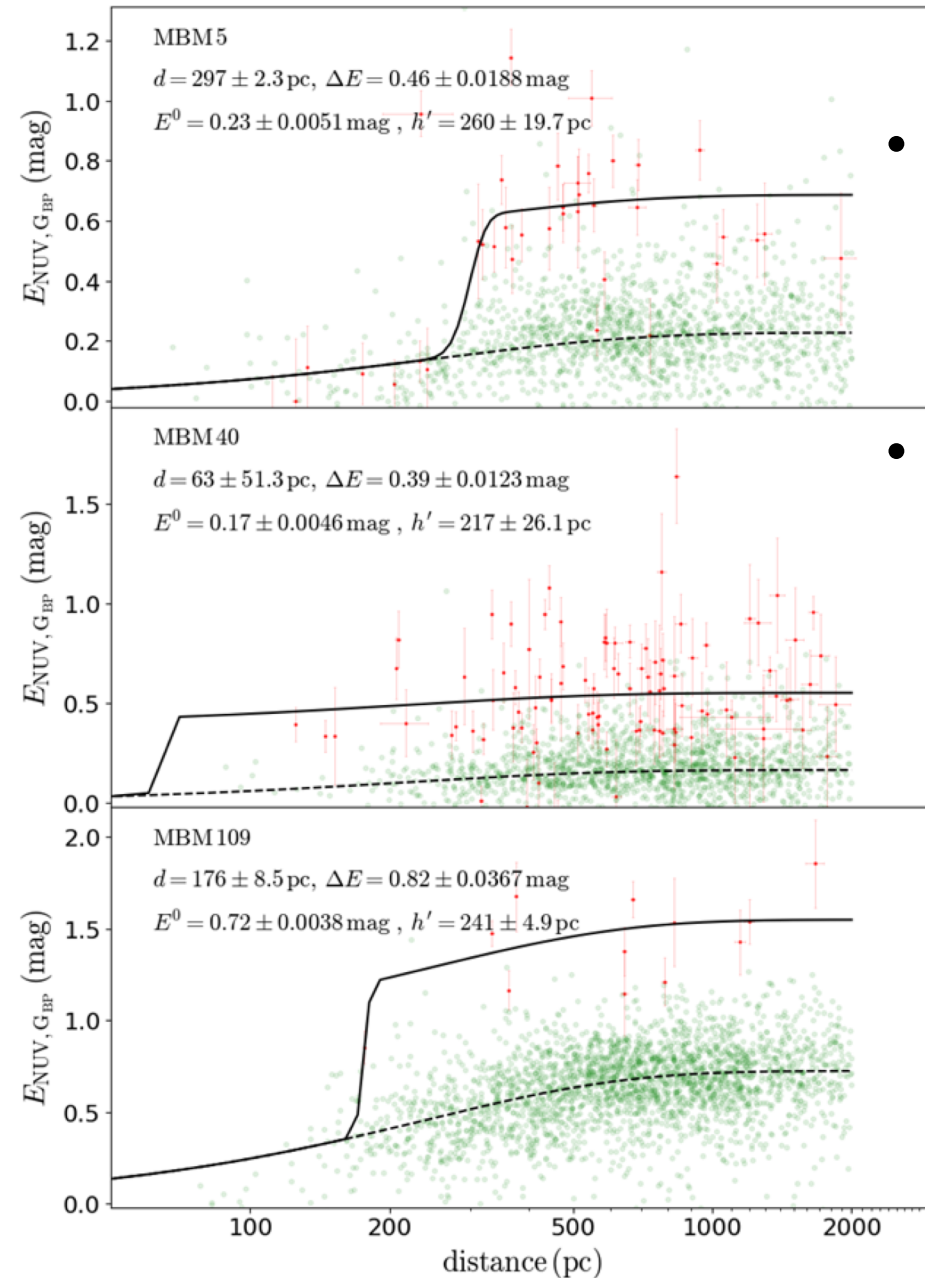 MBM 5
d = 297 ± 2.3 pc, ΔE = 0.46 ± 0.0188 mag
E⁰ = 0.23 ± 0.0051 mag , h′ = 260 ± 19.7 pc
1.2
1.0
0.8
0.6
0.4
0.2
0.0
E_NUV, G_BP (mag)
MBM 40
d = 63 ± 51.3 pc, ΔE = 0.39 ± 0.0123 mag
E⁰ = 0.17 ± 0.0046 mag , h′ = 217 ± 26.1 pc
1.5
1.0
0.5
0.0
E_NUV, G_BP (mag)
MBM 109
d = 176 ± 8.5 pc, ΔE = 0.82 ± 0.0367 mag
E⁰ = 0.72 ± 0.0038 mag , h′ = 241 ± 4.9 pc
2.0
1.5
1.0
0.5
0.0
E_NUV, G_BP (mag)
100 200 500 1000 2000
distance (pc)